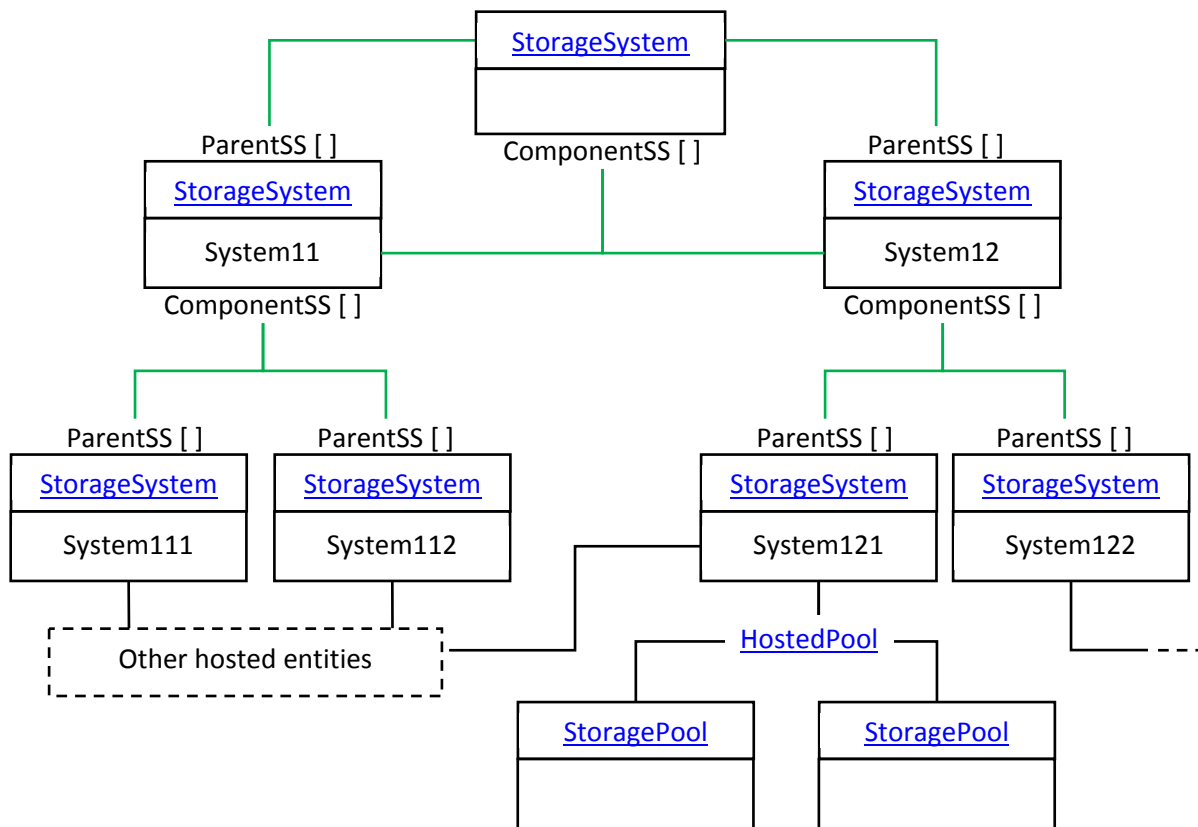 StorageSystem
ParentSS [ ]
ComponentSS [ ]
ParentSS [ ]
StorageSystem
StorageSystem
System11
System12
ComponentSS [ ]
ComponentSS [ ]
ParentSS [ ]
ParentSS [ ]
ParentSS [ ]
ParentSS [ ]
StorageSystem
StorageSystem
StorageSystem
StorageSystem
System111
System112
System121
System122
Other hosted entities
HostedPool
StoragePool
StoragePool